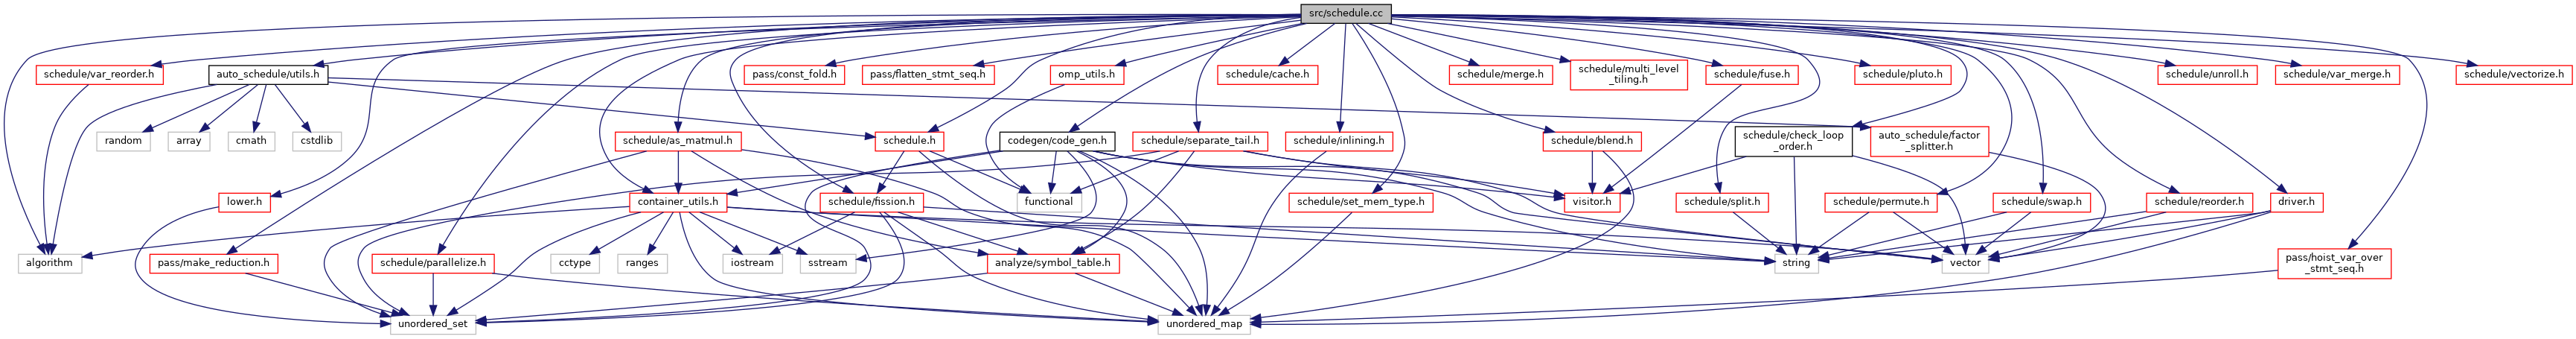 src/schedule.cc
schedule/var_reorder.h
auto_schedule/utils.h
pass/const_fold.h
pass/flatten_stmt_seq.h
omp_utils.h
schedule/cache.h
schedule/merge.h
schedule/multi_level
_tiling.h
schedule/fuse.h
schedule/pluto.h
schedule/unroll.h
schedule/var_merge.h
schedule/vectorize.h
random
array
cmath
cstdlib
schedule/as_matmul.h
schedule.h
codegen/code_gen.h
schedule/separate_tail.h
schedule/inlining.h
schedule/blend.h
schedule/check_loop
_order.h
auto_schedule/factor
_splitter.h
lower.h
container_utils.h
schedule/fission.h
functional
schedule/set_mem_type.h
visitor.h
schedule/split.h
schedule/permute.h
schedule/swap.h
schedule/reorder.h
driver.h
algorithm
pass/make_reduction.h
schedule/parallelize.h
cctype
ranges
iostream
sstream
analyze/symbol_table.h
string
vector
pass/hoist_var_over
_stmt_seq.h
unordered_set
unordered_map